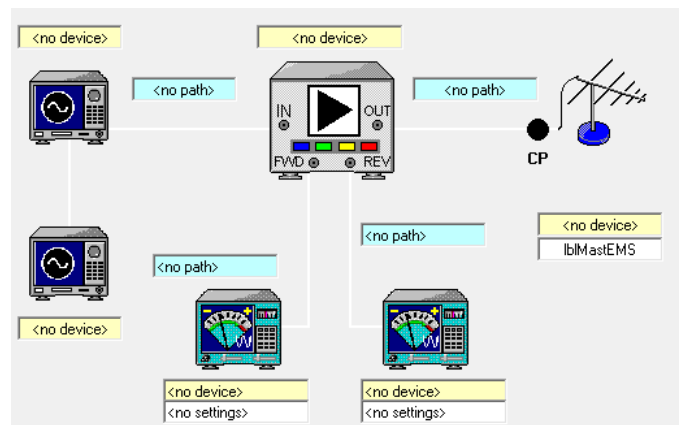 <no device>
<no device>
<no path>
<no path>
IN
OUT
FWD
REV
CP
<no path>
<no device>
lblMastEMS
<no path>
<no device>
<no device>
<no settings>
<no device>
<no settings>